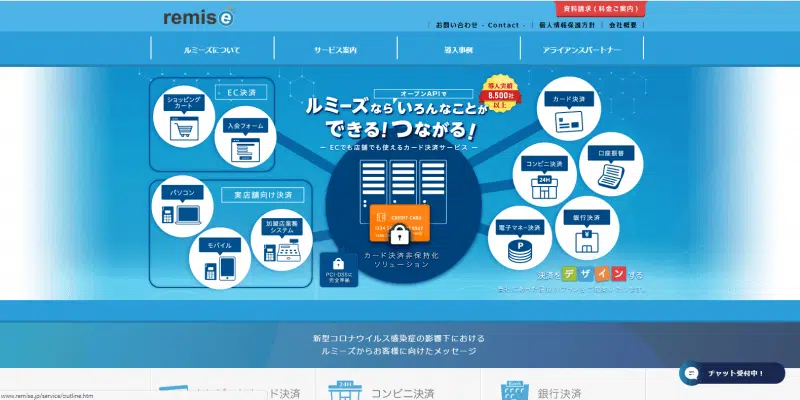 remise
資料請求(料金ご案内)
| お問い合わせ - Contact - | 個人情報保護方針 | 会社概要 |
ルミーズについて
サービス案内
導入事例
アライアンスパートナー
EC決済
ショッピング
カート
入会フォーム
オープンAPIで
ルミーズならいろんなことが
できる!つながる!
― ECでも店舗でも使えるカード決済サービス ―
導入実績
8,500社
以上
カード決済
コンビニ決済
24H
口座振替
電子マネー決済
P
銀行決済
実店舗向け決済
パソコン
モバイル
加盟店業務
システム
CREDIT CARD
カード決済非保持化
ソリューション
PCI-DSSに
完全準拠
決済をデザインする
新型コロナウイルス感染症の影響下における
ルミーズからお客様に向けたメッセージ
チャット受付中!
ド決済
24H
コンビニ決済
銀行決済
www.remise.jp/service/outline.htm